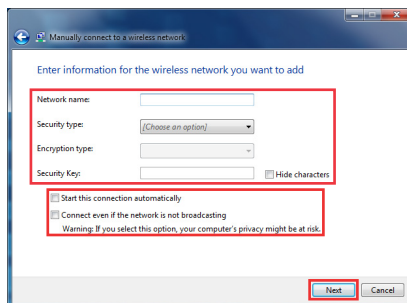 Manually connect to a wireless network
Enter information for the wireless network you want to add
Network name:
Security type:
[Choose an option]
Encryption type:
Security Key:
Hide characters
Start this connection automatically
Connect even if the network is not broadcasting
Warning: If you select this option, your computer's privacy might be at risk.
Next
Cancel